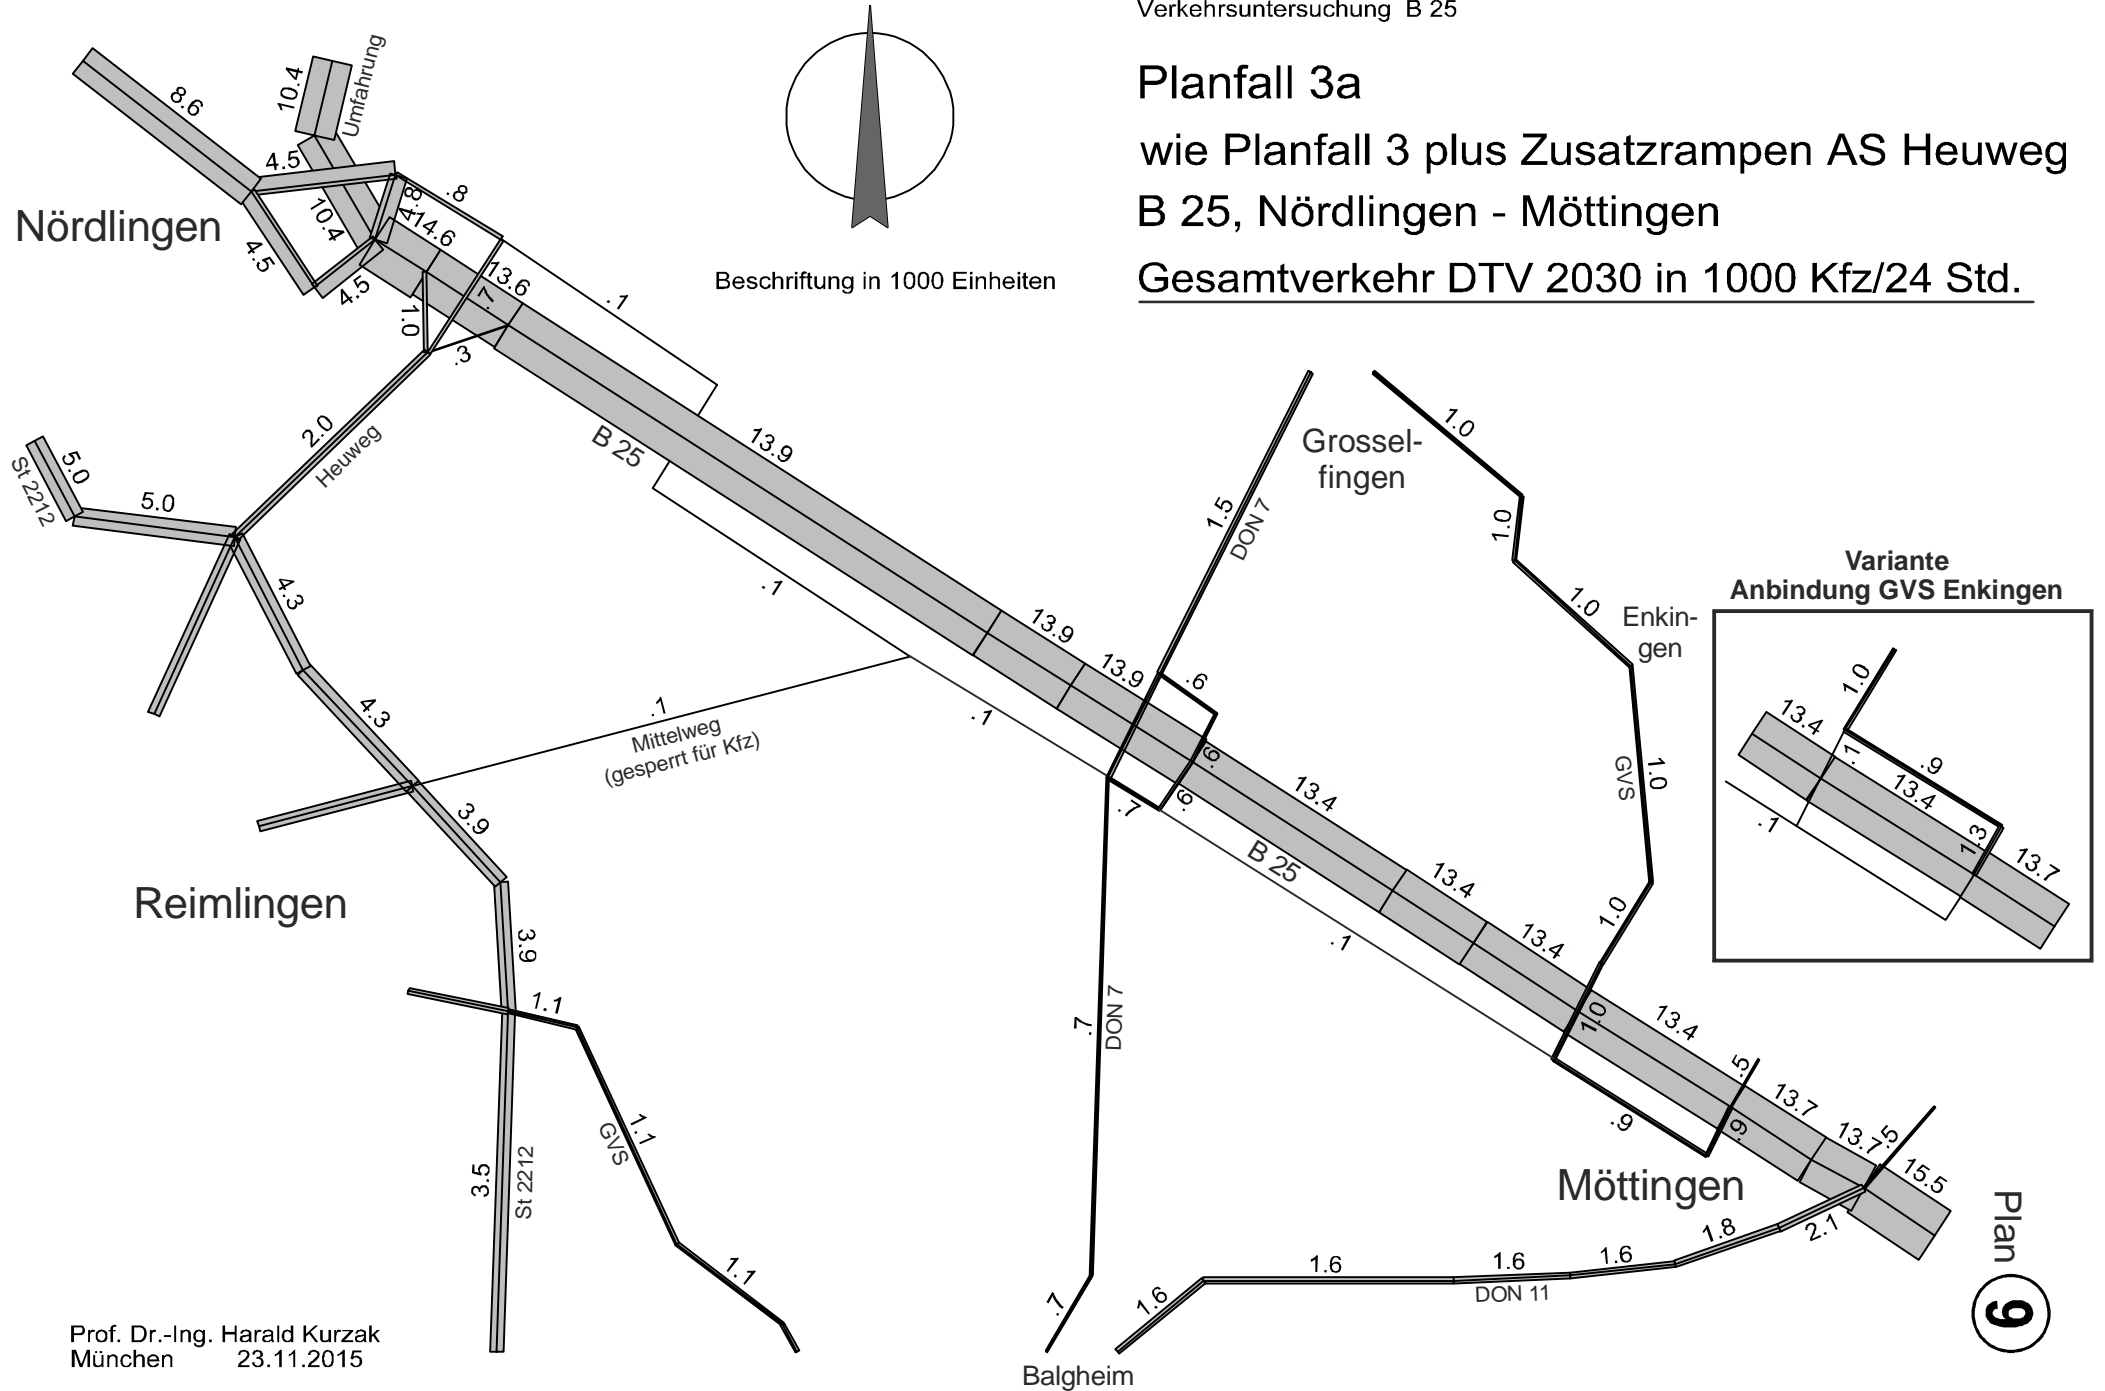 Verkehrsuntersuchung B 25
Planfall 3a
wie Planfall 3 plus Zusatzrampen AS Heuweg
B 25, Nördlingen - Möttingen
Gesamtverkehr DTV 2030 in 1000 Kfz/24 Std.
Beschriftung in 1000 Einheiten
Nördlingen
8.6
10.4
Umfahrung
4.5
4.8
.8
10.4
14.6
4.5
4.5
13.6
.7
.1
1.0
.3
2.0
Heuweg
B 25
13.9
5.0
St 2212
5.0
4.3
4.3
.1
.1
Mittelweg
(gesperrt für Kfz)
.1
3.9
Reimlingen
3.9
1.1
1.1
GVS
1.1
3.5
St 2212
1.5
DON 7
Grossel-
fingen
1.0
1.0
1.0
Enkin-
gen
1.0
GVS
1.0
13.9
13.9
.6
.6
.6
.7
13.4
B 25
13.4
13.4
.1
1.0
13.4
.5
.9
.9
13.7
13.7
.5
15.5
Möttingen
.7
DON 7
.7
Balgheim
1.6
1.6
1.6
DON 11
1.6
1.8
2.1
Variante
Anbindung GVS Enkingen
1.0
13.4
.1
.9
13.4
1.3
13.7
.1
Plan
6
Prof. Dr.-Ing. Harald Kurzak
München 23.11.2015